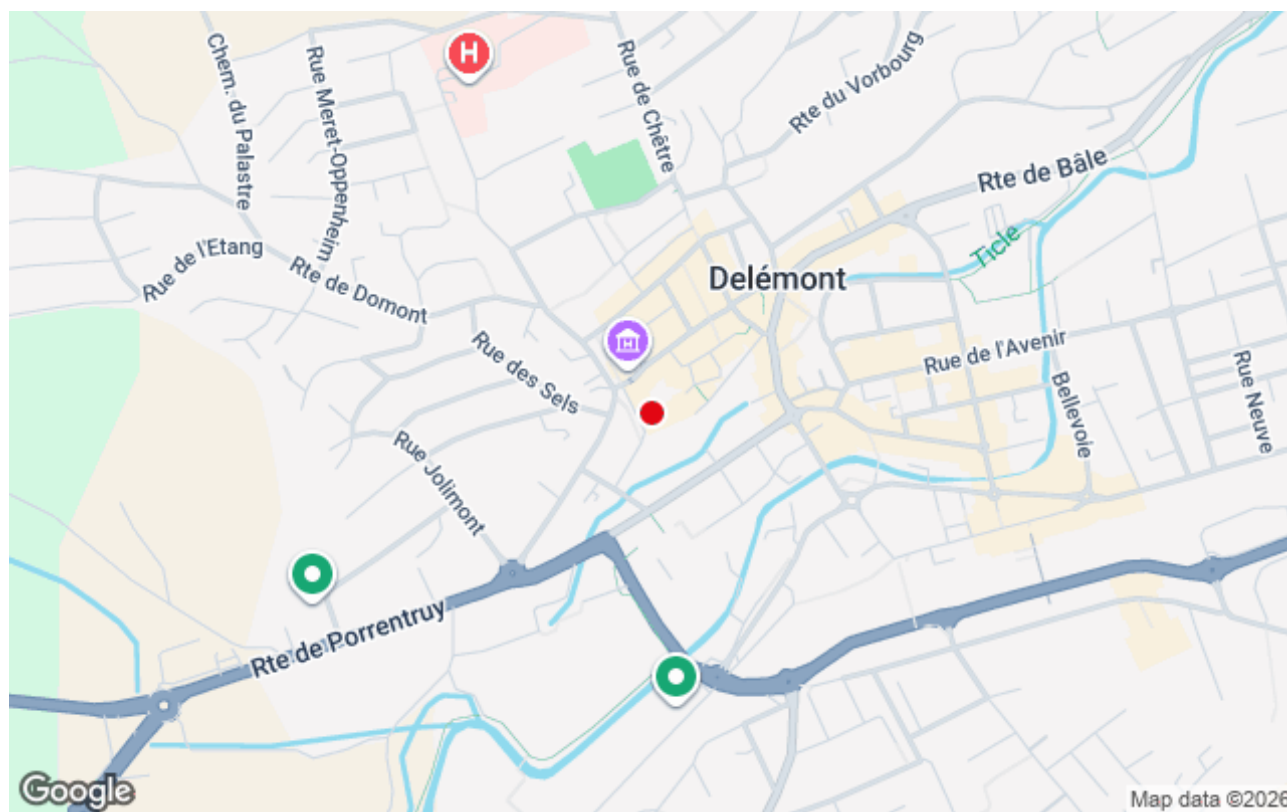 H
Chem. du Palastre
Rue Meret-Oppenheim
Rue de Chêtre
Rte du Vorbourg
Rte de Bâle
Ticle
Rue de l'Etang
Rte de Domont
Delémont
Rue des Sels
Rue de l'Avenir
Bellevoie
Rue Neuve
Rue Jolimont
Rte de Porrentruy
Google
Map data ©2026